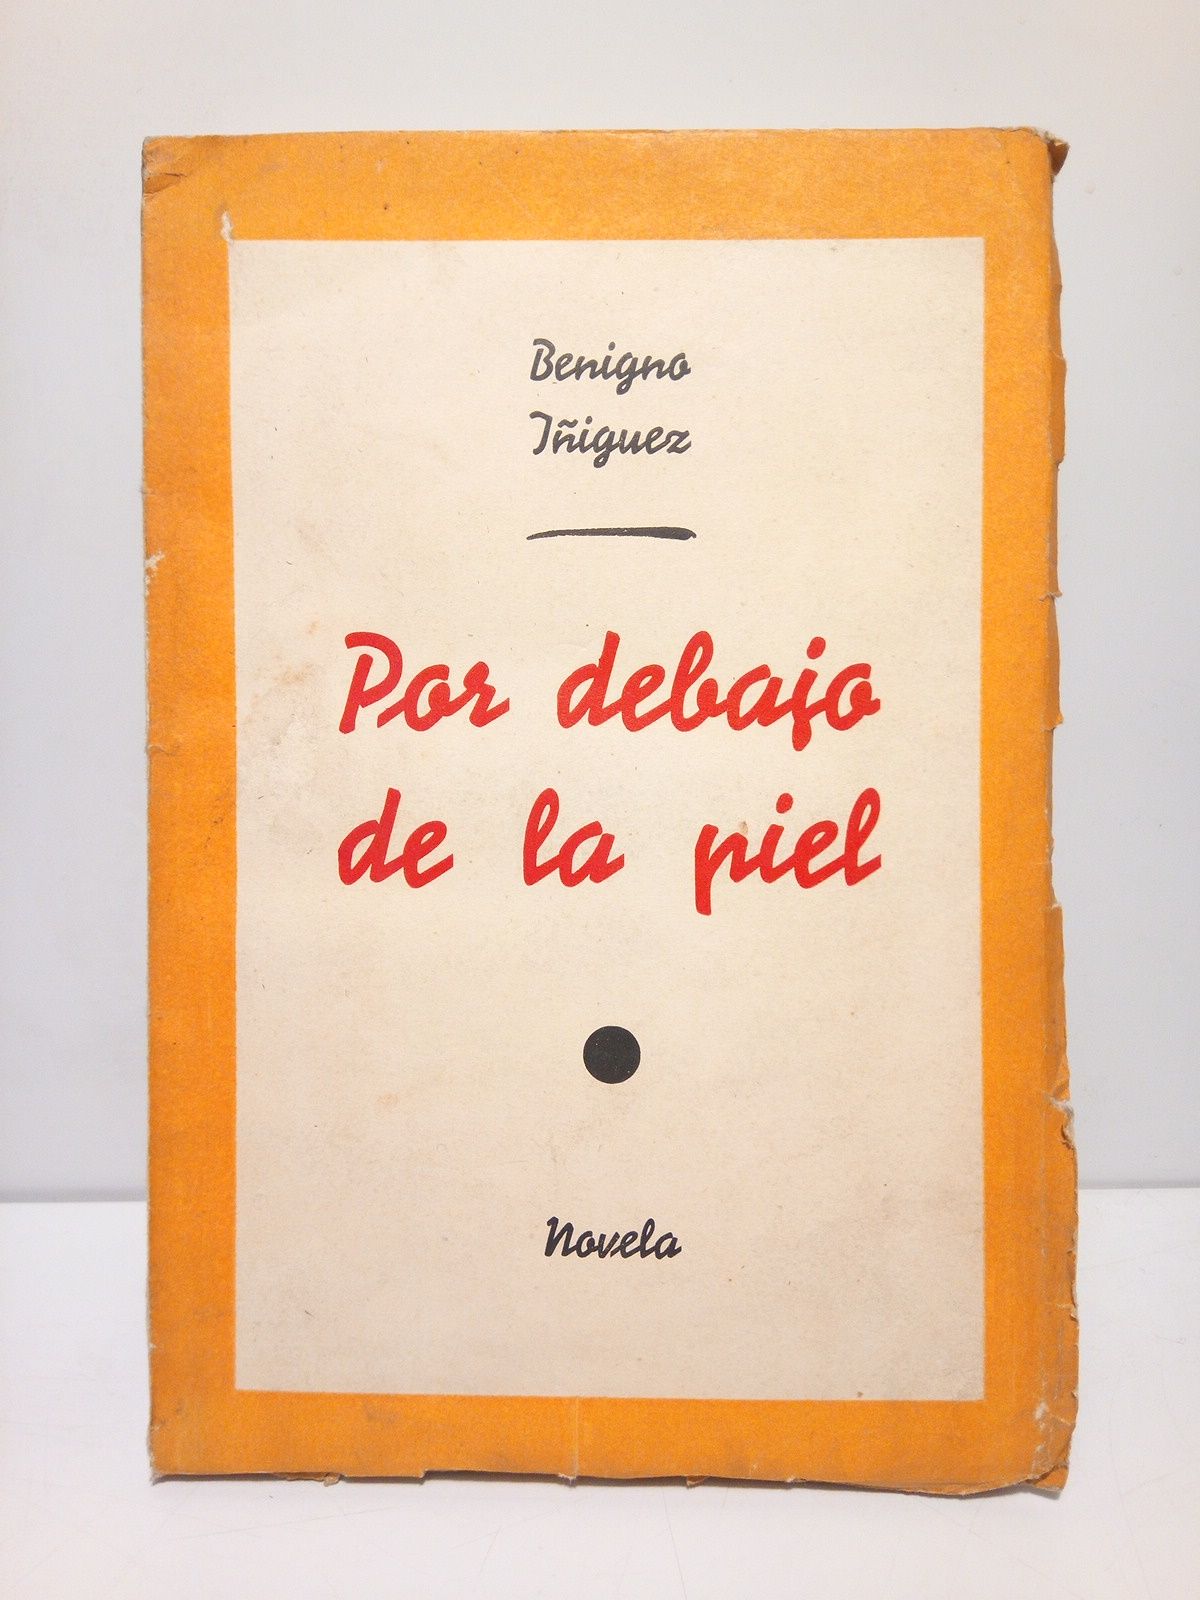 Benigno
Iñiguez
Por debajo
de la piel
Novela